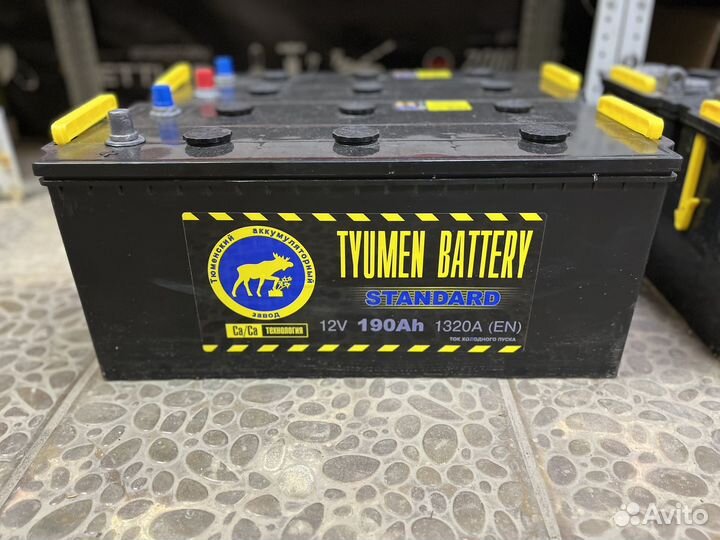 Тюменский аккумуляторный
завод
TYUMEN BATTERY
STANDARD
Ca/Ca технология
12V 190Ah 1320A (EN)
ток холодного пуска
Avito